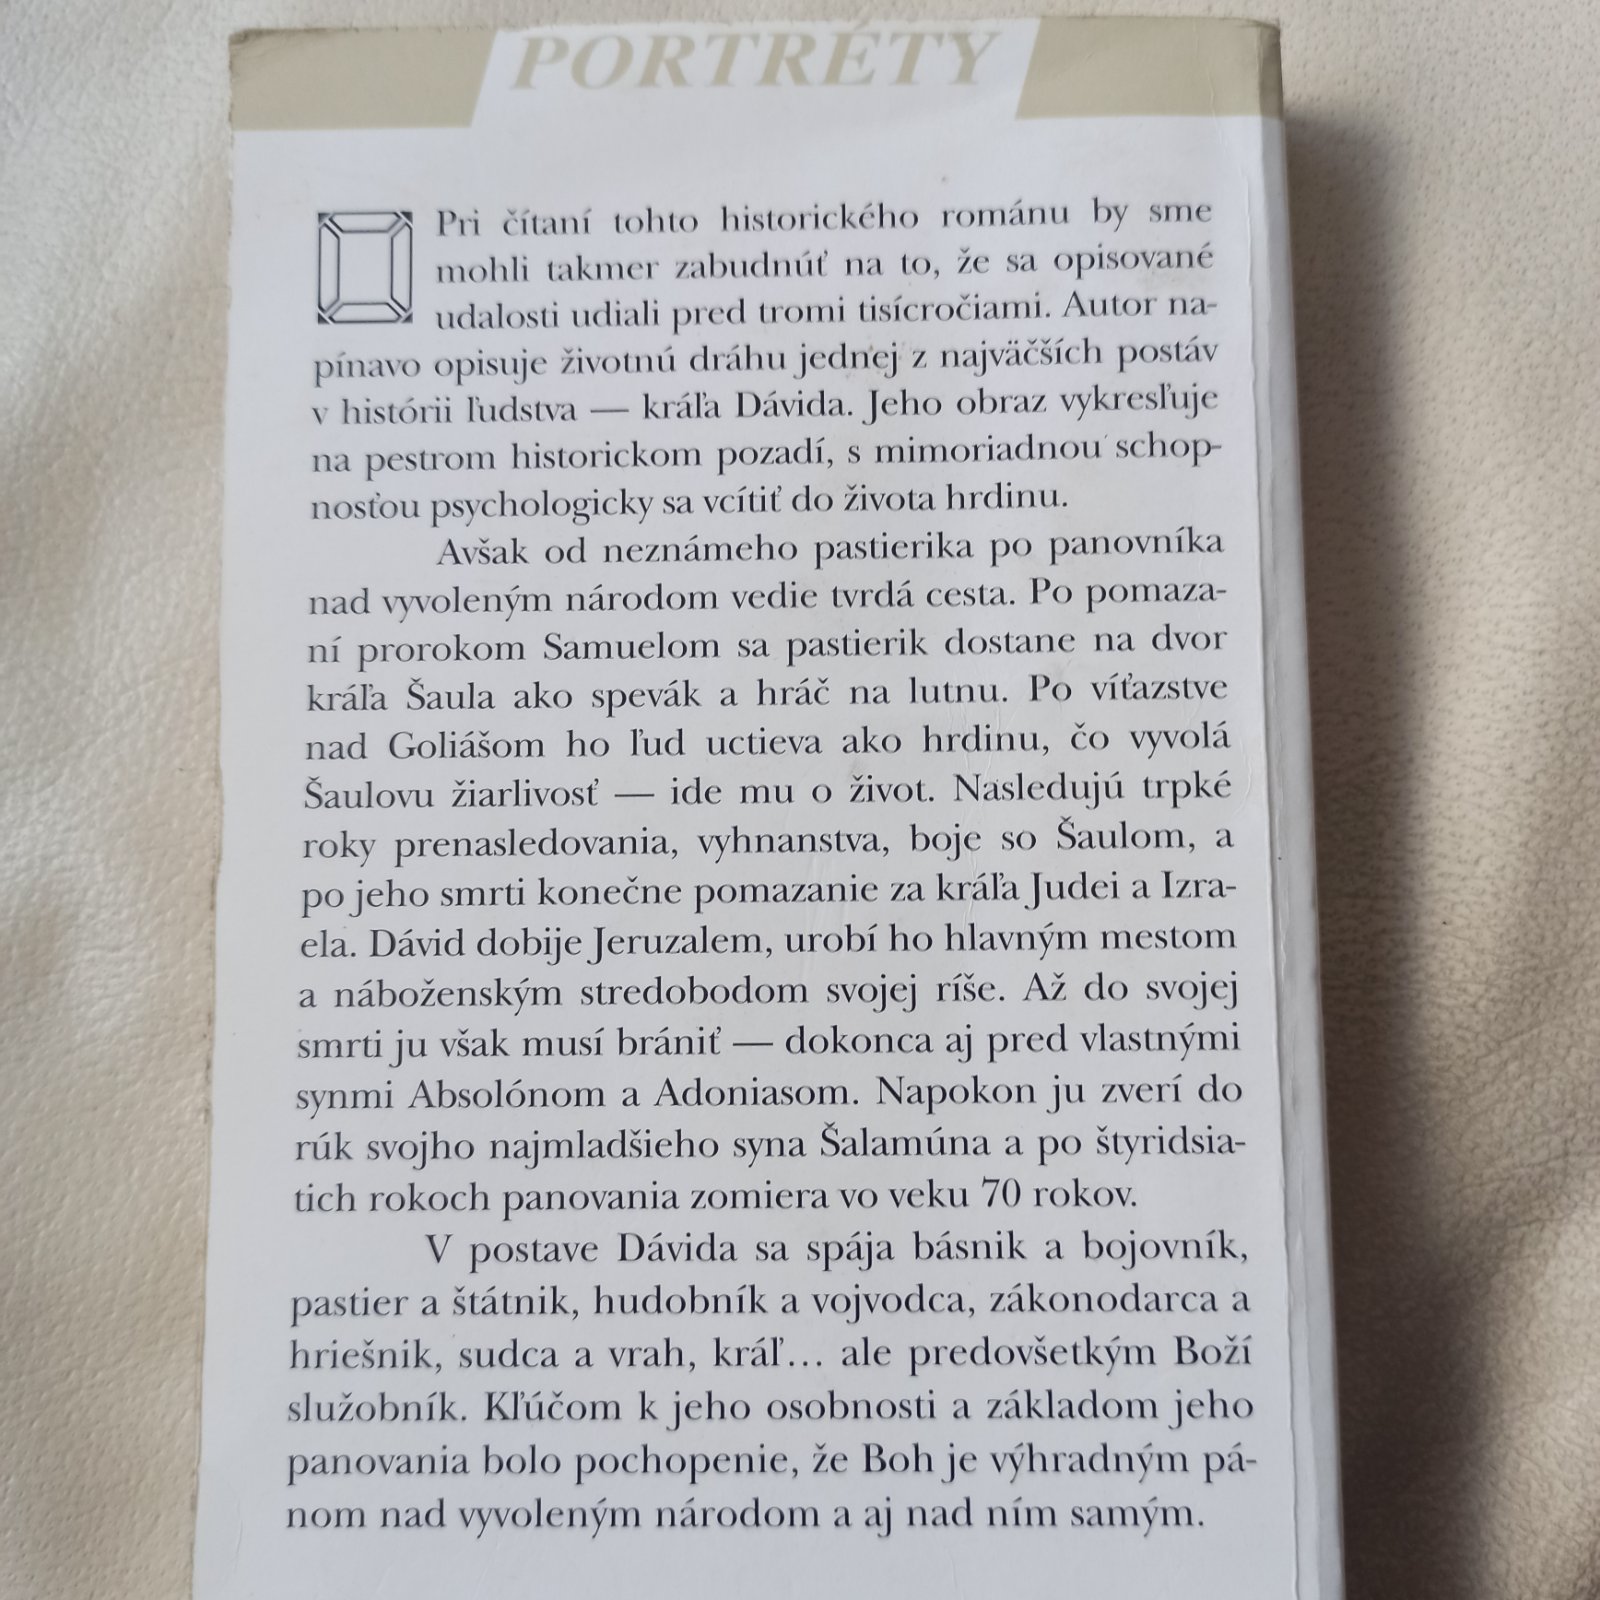 PORTRÉTY
Pri čítaní tohto historického románu by sme
mohli takmer zabudnúť na to, že sa opisované
udalosti udiali pred tromi tisícročiami. Autor na-
pínavo opisuje životnú dráhu jednej z najväčších postáv
v histórii ľudstva — kráľa Dávida. Jeho obraz vykresľuje
na pestrom historickom pozadí, s mimoriadnou schop-
nosťou psychologicky sa vcítiť do života hrdinu.
Avšak od neznámeho pastierika po panovníka
nad vyvoleným národom vedie tvrdá cesta. Po pomaza-
ní prorokom Samuelom sa pastierik dostane na dvor
kráľa Šaula ako spevák a hráč na lutnu. Po víťazstve
nad Goliášom ho ľud uctieva ako hrdinu, čo vyvolá
Šaulovu žiarlivosť — ide mu o život. Nasledujú trpké
roky prenasledovania, vyhnanstva, boje so Šaulom, a
po jeho smrti konečne pomazanie za kráľa Judei a Izra-
ela. Dávid dobije Jeruzalem, urobí ho hlavným mestom
a náboženským stredobodom svojej ríše. Až do svojej
smrti ju však musí brániť — dokonca aj pred vlastnými
synmi Absolónom a Adoniasom. Napokon ju zverí do
rúk svojho najmladšieho syna Šalamúna a po štyridsia-
tich rokoch panovania zomiera vo veku 70 rokov.
V postave Dávida sa spája básnik a bojovník,
pastier a štátnik, hudobník a vojvodca, zákonodarca a
hriešnik, sudca a vrah, kráľ… ale predovšetkým Boží
služobník. Kľúčom k jeho osobnosti a základom jeho
panovania bolo pochopenie, že Boh je výhradným pá-
nom nad vyvoleným národom a aj nad ním samým.